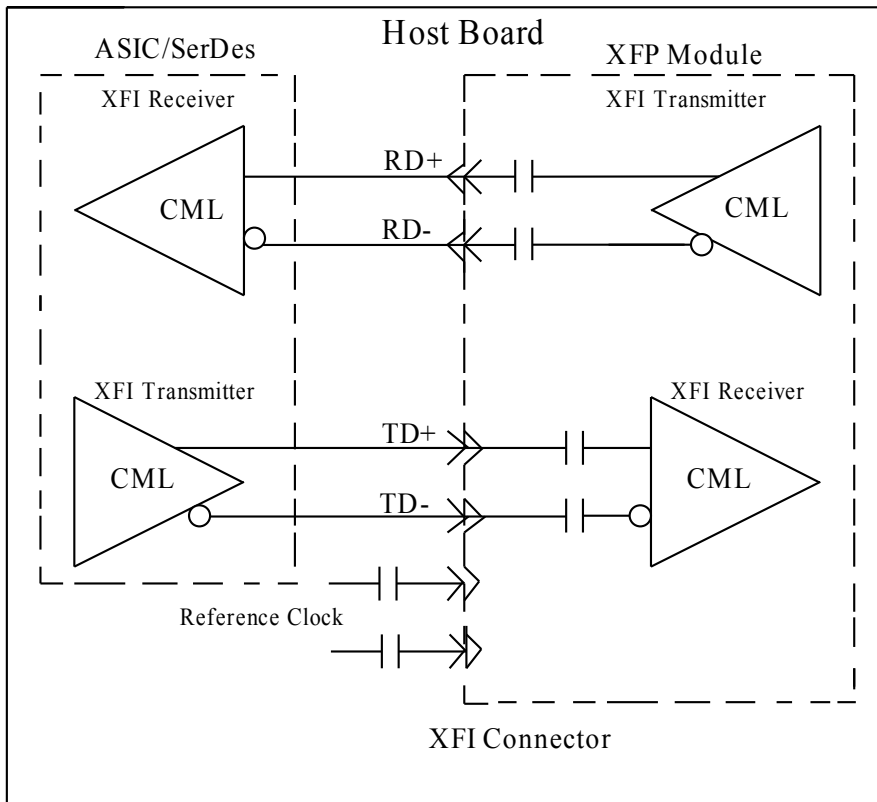 Host Board
ASIC/SerDes
XFP Module
XFI Receiver
XFI Transmitter
RD+
CML
CML
RD-
XFI Transmitter
XFI Receiver
TD+
CML
CML
TD-
Reference Clock
XFI Connector